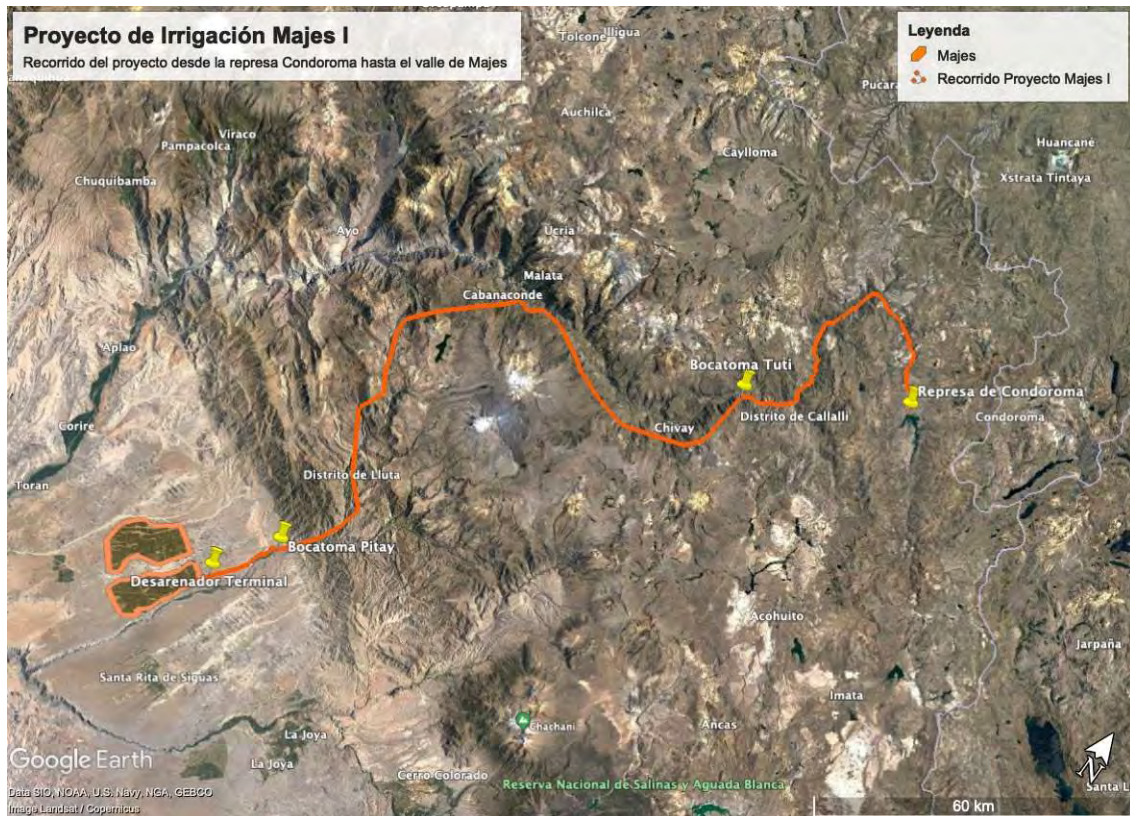 Proyecto de Irrigación Majes I
Recorrido del proyecto desde la represa Condoroma hasta el valle de Majes
Leyenda
Majes
Recorrido Proyecto Majes I
Tolcone
Illigua
Pucara
Auchilca
Huancané
Viraco
Pampacolca
Caylloma
Xstrata Tintaya
Chuquibamba
Ayo
Ucria
Malata
Cabanaconde
Aplao
Bocatoma Tuti
Represa de Condoroma
Distrito de Callalli
Condoroma
Corire
Chivay
Distrito de Lluta
Toran
Bocatoma Pitay
Desarenador Terminal
Acohuito
Jarpaña
Santa Rita de Siguas
Imata
Chachani
Añcas
La Joya
La Joya
Google Earth
Cerro Colorado
Reserva Nacional de Salinas y Aguada Blanca
N
Data SIO, NOAA, U.S. Navy, NGA, GEBCO
Image Landsat / Copernicus
60 km
Santa L